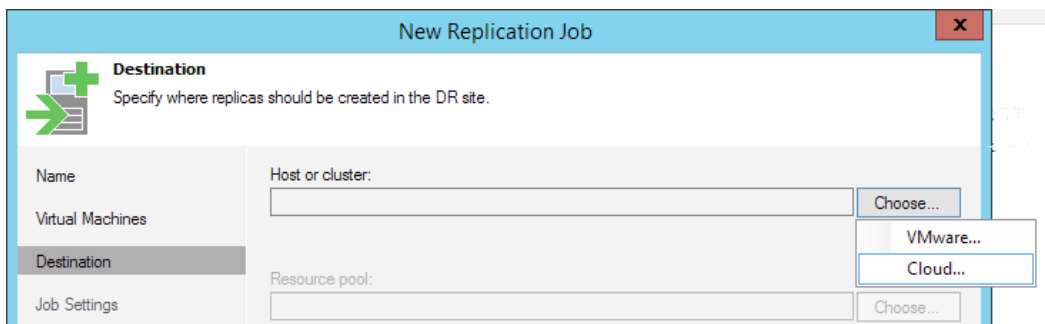 New Replication Job
x
Destination
Specify where replicas should be created in the DR site.
Name
Virtual Machines
Destination
Job Settings
Host or cluster:
Choose...
VMware...
Cloud...
Resource pool:
Choose...